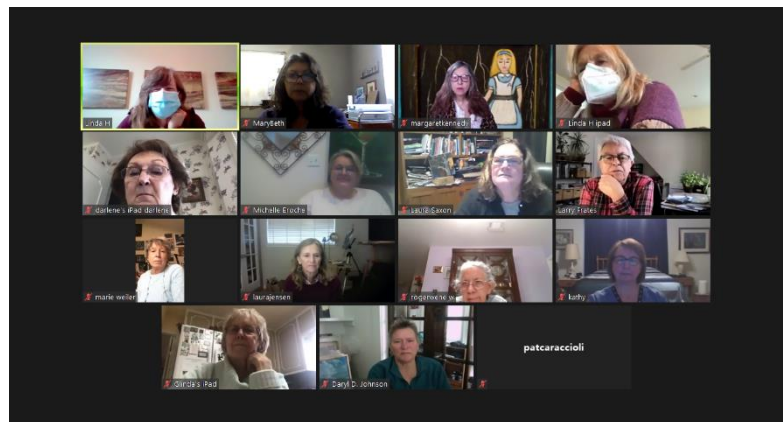 Linda H
MaryBeth
margaretkennedy
Linda H ipad
darlene's iPad darlene
Michelle Eroche
Laura Saxon
Larry Frates
marie weiler
laurajensen
rogerwene w
kathy
Glinda's iPad
Daryl D. Johnson
patcaraccioli